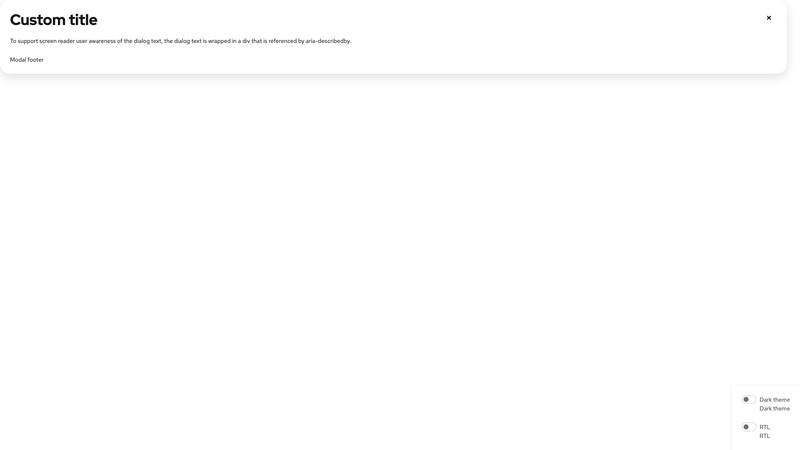 Custom title
To support screen reader user awareness of the dialog text, the dialog text is wrapped in a div that is referenced by aria-describedby.
Modal footer
Dark theme
Dark theme
RTL
RTL